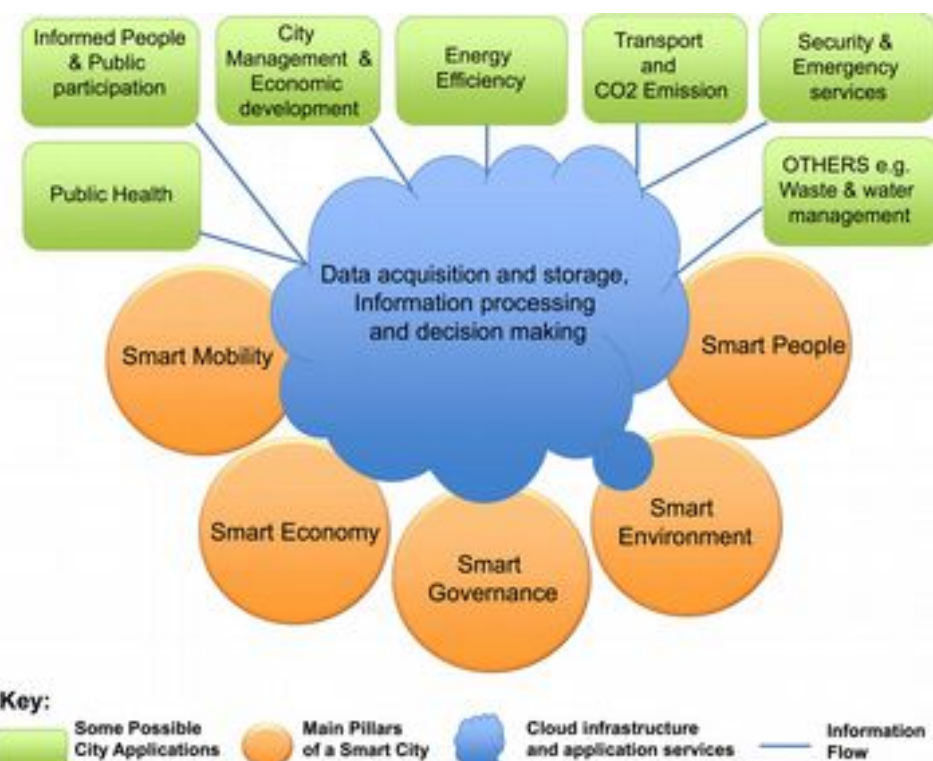 Informed People
& Public
participation
City
Management &
Economic
development
Energy
Efficiency
Transport
and
CO2 Emission
Security &
Emergency
services
Public Health
OTHERS e.g.
Waste & water
management
Data acquisition and storage,
Information processing
and decision making
Smart Mobility
Smart People
Smart Economy
Smart
Governance
Smart
Environment
Key:
Some Possible
City Applications
Main Pillars
of a Smart City
Cloud infrastructure
and application services
Information
Flow